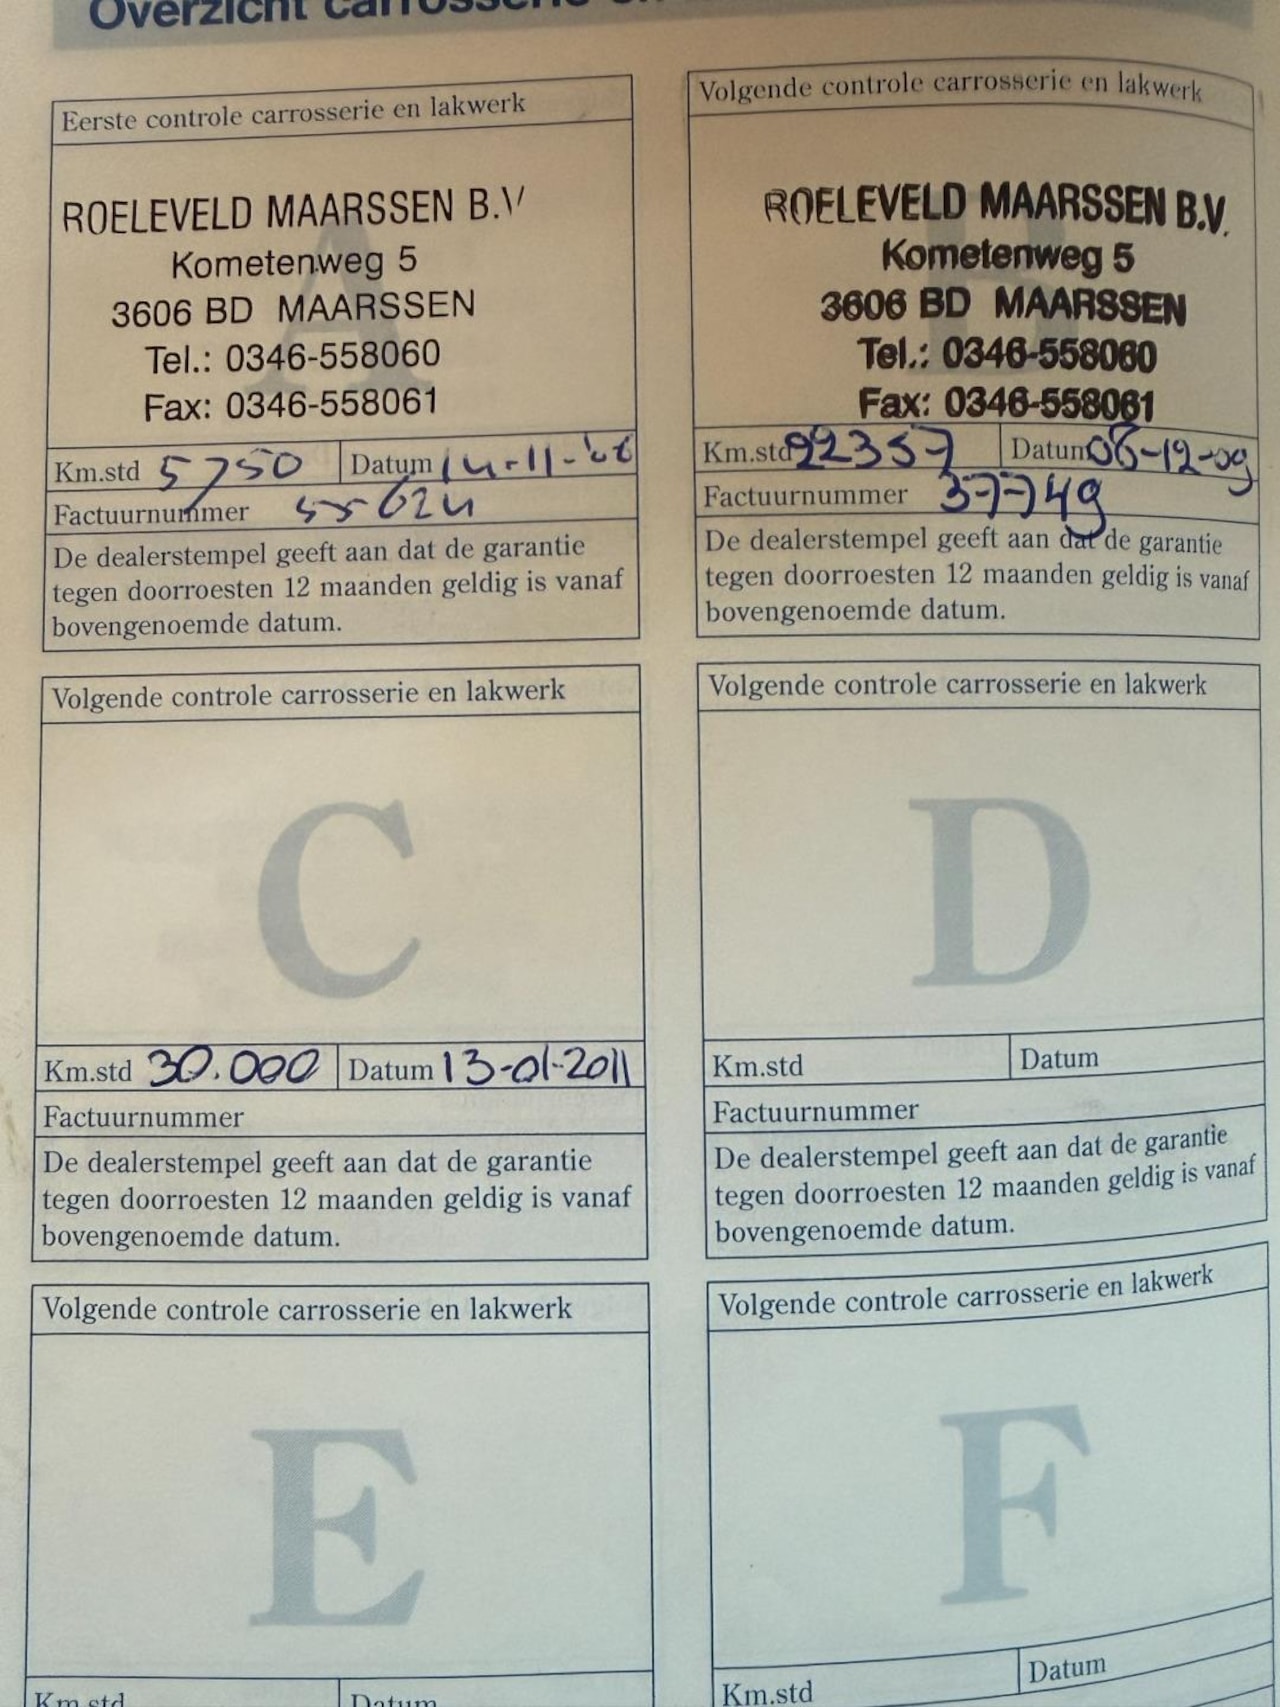 Overzicht carrosserie
Eerste controle carrosserie en lakwerk
ROELEVELD MAARSSEN B.V
Kometenweg 5
3606 BD MAARSSEN
Tel.: 0346-558060
Fax: 0346-558061
Km.std 5750 Datum
Factuurnummer 55624
De dealerstempel geeft aan dat de garantie
tegen doorroesten 12 maanden geldig is vanaf
bovengenoemde datum.
Volgende controle carrosserie en lakwerk
ROELEVELD MAARSSEN B.V.
Kometenweg 5
3606 BD MAARSSEN
Tel.: 0346-558060
Fax: 0346-558061
Km.std 22357 Datum 08-12-09
Factuurnummer 37749
De dealerstempel geeft aan dat de garantie
tegen doorroesten 12 maanden geldig is vanaf
bovengenoemde datum.
Volgende controle carrosserie en lakwerk
C
Km.std 30.000 Datum 13-01-2011
Factuurnummer
De dealerstempel geeft aan dat de garantie
tegen doorroesten 12 maanden geldig is vanaf
bovengenoemde datum.
Volgende controle carrosserie en lakwerk
D
Km.std Datum
Factuurnummer
De dealerstempel geeft aan dat de garantie
tegen doorroesten 12 maanden geldig is vanaf
bovengenoemde datum.
Volgende controle carrosserie en lakwerk
E
Km.std Datum
Volgende controle carrosserie en lakwerk
F
Km.std Datum